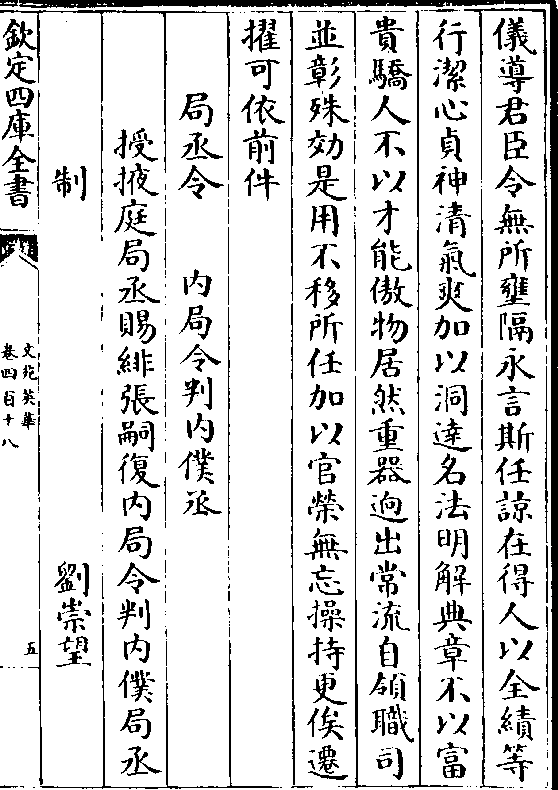 儀導君臣令無所壅隔永言斯任諒在得人以全績等
行潔心貞神清氣爽加以洞達名法明解典章不以富
貴驕人不以才能傲物居然重器逈出常流自領職司
並彰殊効是用不移所任加以官榮無忘操持更俟遷
擢可依前件
局丞令　　内局令判内僕丞
授掖庭局丞賜緋張嗣復内局令判内僕局丞
制　　　　劉崇望
欽定四庫全書
文苑英華
卷四百十八
五